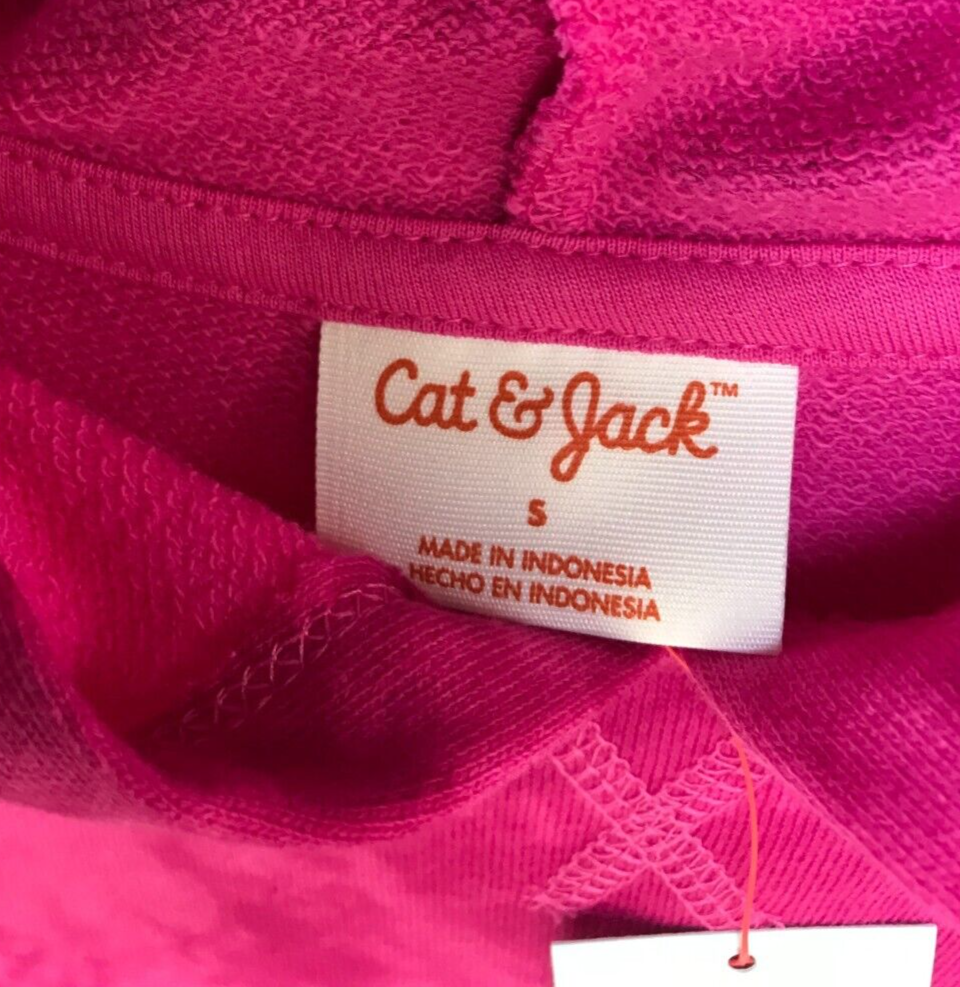 Cat & Jack™
S
MADE IN INDONESIA
HECHO EN INDONESIA